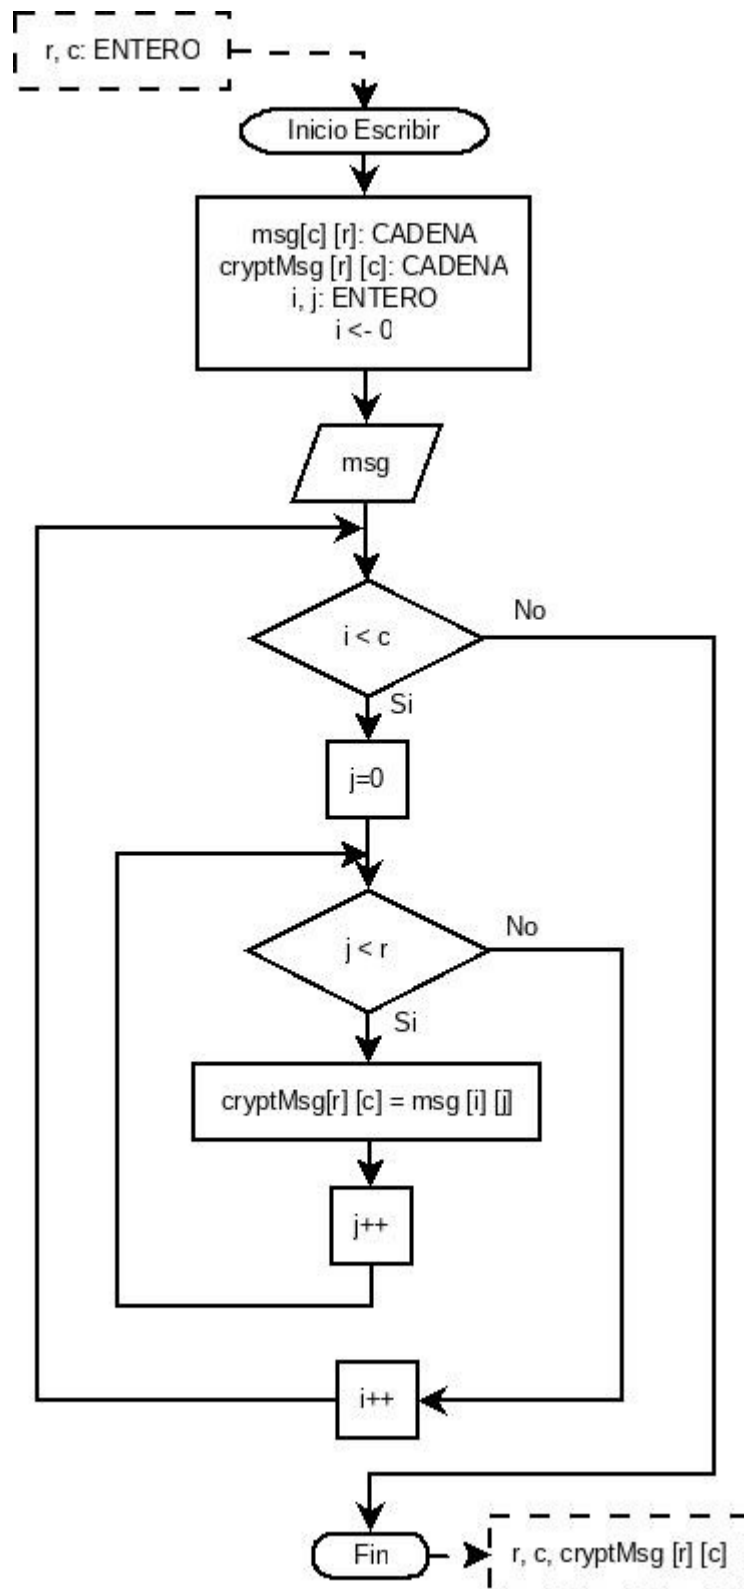 r, c: ENTERO
Inicio Escribir
msg[c] [r]: CADENA
cryptMsg [r] [c]: CADENA
i, j: ENTERO
i <- 0
msg
i < c
No
Si
j=0
j < r
No
Si
cryptMsg[r] [c] = msg [i] [j]
j++
i++
Fin
r, c, cryptMsg [r] [c]